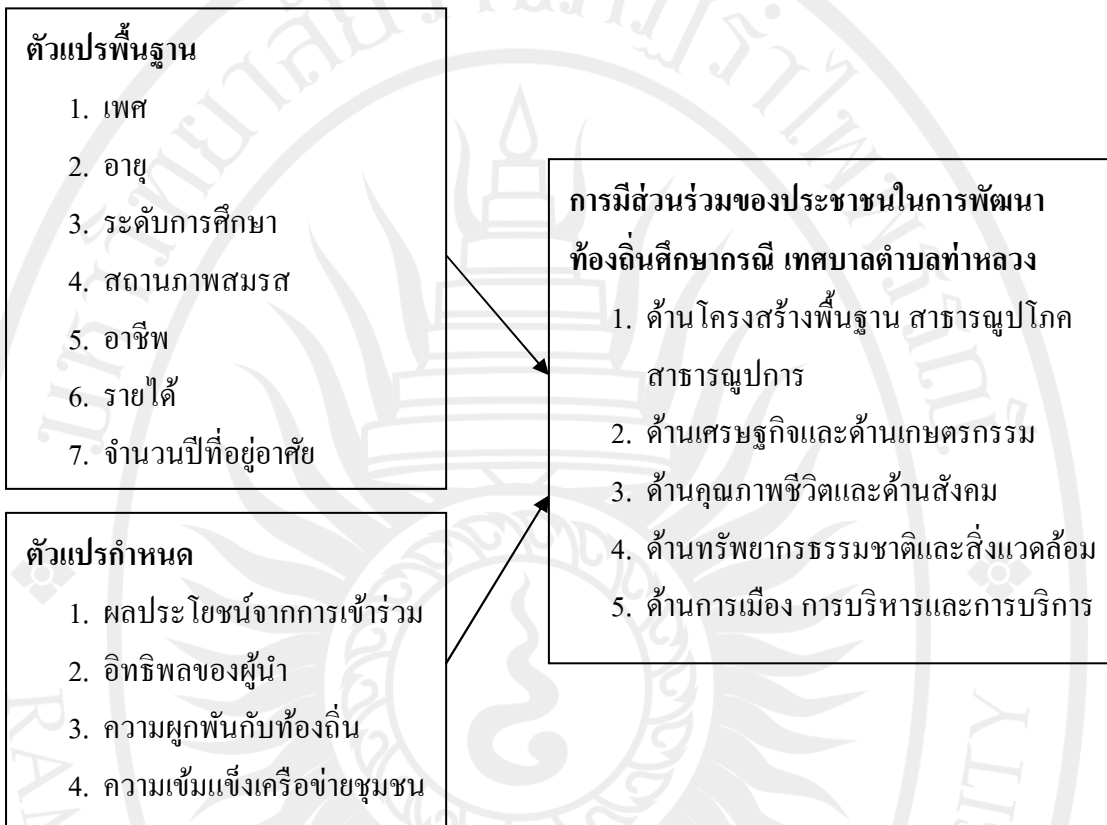 ตัวแปรพื้นฐาน
1. เพศ
2. อายุ
3. ระดับการศึกษา
4. สถานภาพสมรส
5. อาชีพ
6. รายได้
7. จำนวนปีที่อยู่อาศัย
ตัวแปรกำหนด
1. ผลประโยชน์จากการเข้าร่วม
2. อิทธิพลของผู้นำ
3. ความผูกพันกับท้องถิ่น
4. ความเข้มแข็งเครือข่ายชุมชน
การมีส่วนร่วมของประชาชนในการพัฒนา
ท้องถิ่นศึกษากรณี เทศบาลตำบลท่าหลวง
1. ด้านโครงสร้างพื้นฐาน สาธารณูปโภค
สาธารณูปการ
2. ด้านเศรษฐกิจและด้านเกษตรกรรม
3. ด้านคุณภาพชีวิตและด้านสังคม
4. ด้านทรัพยากรธรรมชาติและสิ่งแวดล้อม
5. ด้านการเมือง การบริหารและการบริการ